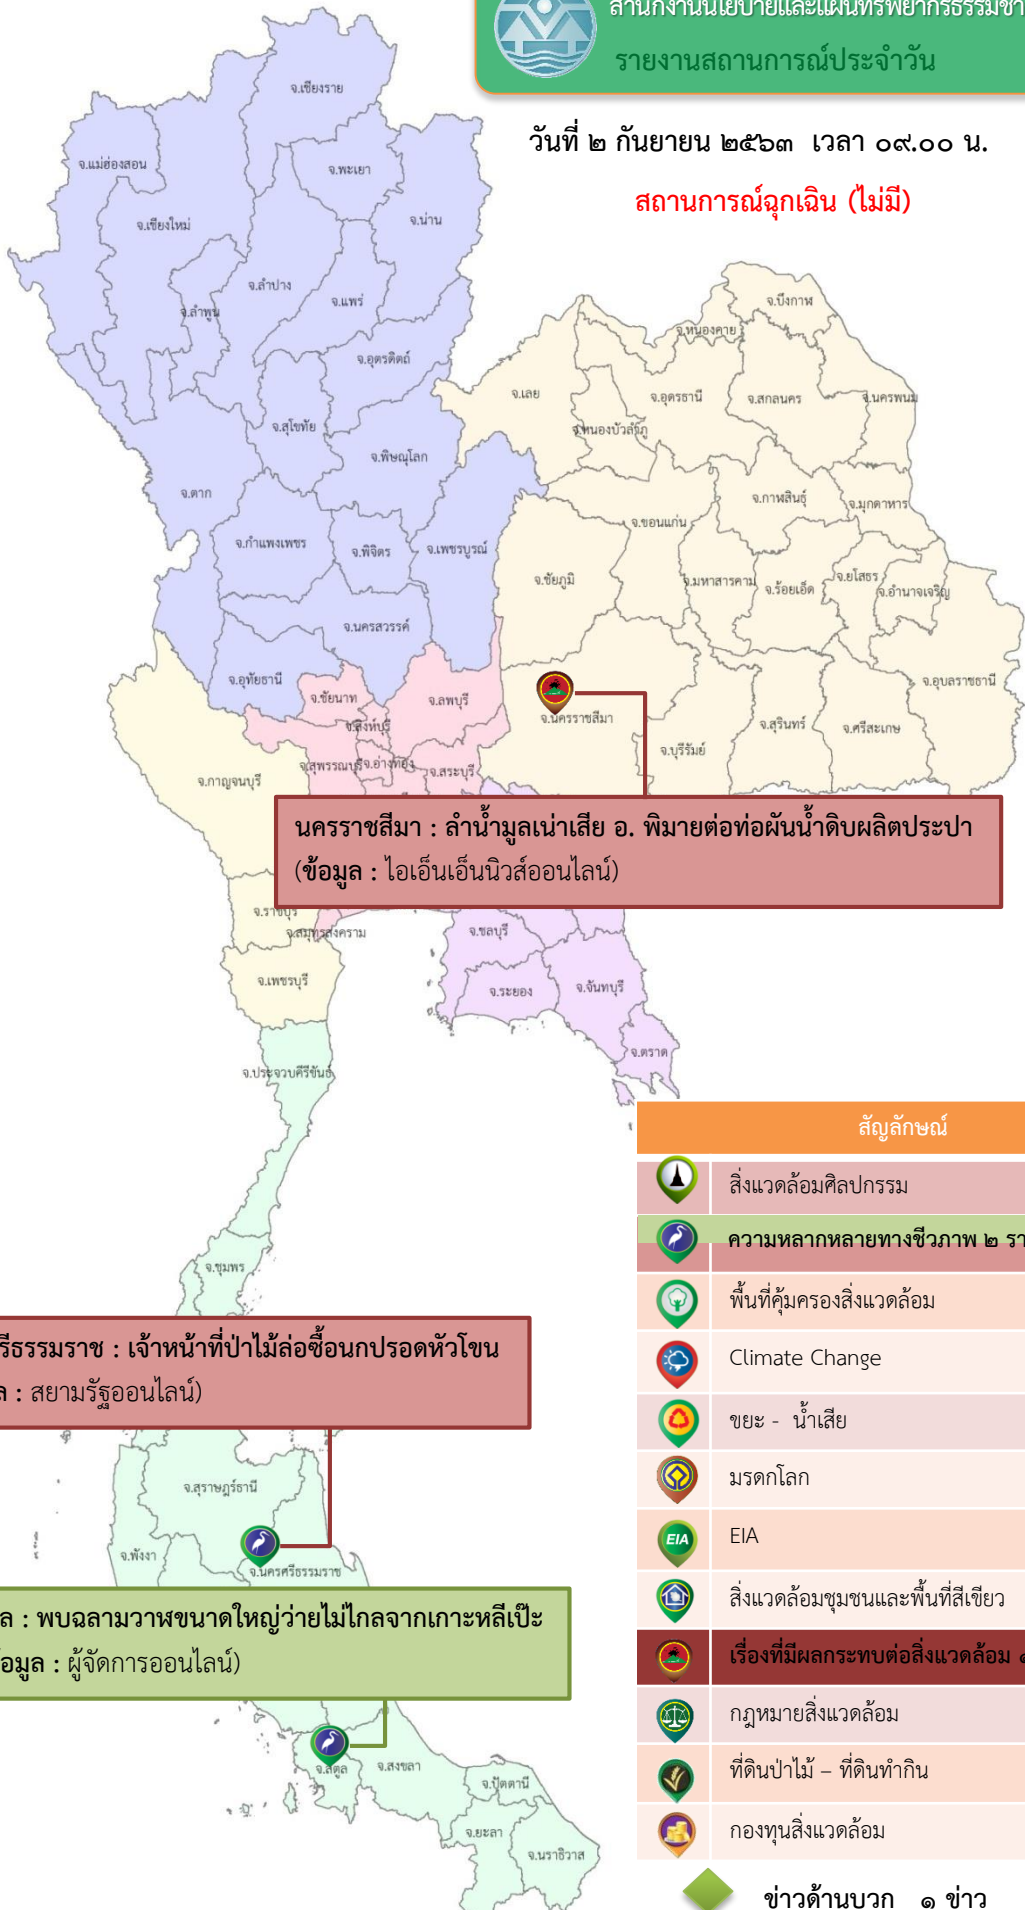 สำนักงานนโยบายและแผนทรัพยากรธรรมชา
รายงานสถานการณ์ประจำวัน
วันที่ ๒ กันยายน ๒๕๖๓ เวลา ๐๙.๐๐ น.
สถานการณ์ฉุกเฉิน (ไม่มี)
จ.เชียงราย
จ.แม่ฮ่องสอน
จ.พะเยา
จ.เชียงใหม่
จ.น่าน
จ.ลำปาง
จ.ลำพูน
จ.แพร่
จ.บึงกาฬ
จ.หนองคาย
จ.อุตรดิตถ์
จ.เลย
จ.อุดรธานี
จ.สกลนคร
จ.นครพนม
จ.สุโขทัย
จ.หนองบัวลำภู
จ.พิษณุโลก
จ.ตาก
จ.กาฬสินธุ์
จ.มุกดาหาร
จ.ขอนแก่น
จ.กำแพงเพชร
จ.พิจิตร
จ.เพชรบูรณ์
จ.ชัยภูมิ
จ.มหาสารคาม
จ.ร้อยเอ็ด
จ.ยโสธร
จ.อำนาจเจริญ
จ.นครสวรรค์
จ.อุทัยธานี
จ.ชัยนาท
จ.ลพบุรี
จ.อุบลราชธานี
จ.สิงห์บุรี
จ.นครราชสีมา
จ.สุรินทร์
จ.ศรีสะเกษ
จ.บุรีรัมย์
จ.กาญจนบุรี
จ.สุพรรณบุรี
จ.อ่างทอง
จ.สระบุรี
นครราชสีมา : ลำน้ำมูลเน่าเสีย อ. พิมายต่อท่อผันน้ำดิบผลิตประปา
(ข้อมูล : ไอเอ็นเอ็นนิวส์ออนไลน์)
จ.ราชบุรี
จ.สมุทรสงคราม
จ.ชลบุรี
จ.เพชรบุรี
จ.ระยอง
จ.จันทบุรี
จ.ตราด
จ.ประจวบคีรีขันธ์
สัญลักษณ์
สิ่งแวดล้อมศิลปกรรม
ความหลากหลายทางชีวภาพ ๒ รา
พื้นที่คุ้มครองสิ่งแวดล้อม
Climate Change
ขยะ - น้ำเสีย
มรดกโลก
EIA
EIA
สิ่งแวดล้อมชุมชนและพื้นที่สีเขียว
เรื่องที่มีผลกระทบต่อสิ่งแวดล้อม ๑
กฎหมายสิ่งแวดล้อม
ที่ดินป่าไม้ – ที่ดินทำกิน
กองทุนสิ่งแวดล้อม
ข่าวด้านบวก ๑ ข่าว
จ.ชุมพร
รีธรรมราช : เจ้าหน้าที่ป่าไม้ล่อซื้อนกปรอดหัวโขน
ล : สยามรัฐออนไลน์)
จ.สุราษฎร์ธานี
จ.พังงา
จ.นครศรีธรรมราช
ล : พบฉลามวาฬขนาดใหญ่ว่ายไม่ไกลจากเกาะหลีเป๊ะ
อมูล : ผู้จัดการออนไลน์)
จ.สตูล
จ.สงขลา
จ.ปัตตานี
จ.ยะลา
จ.นราธิวาส